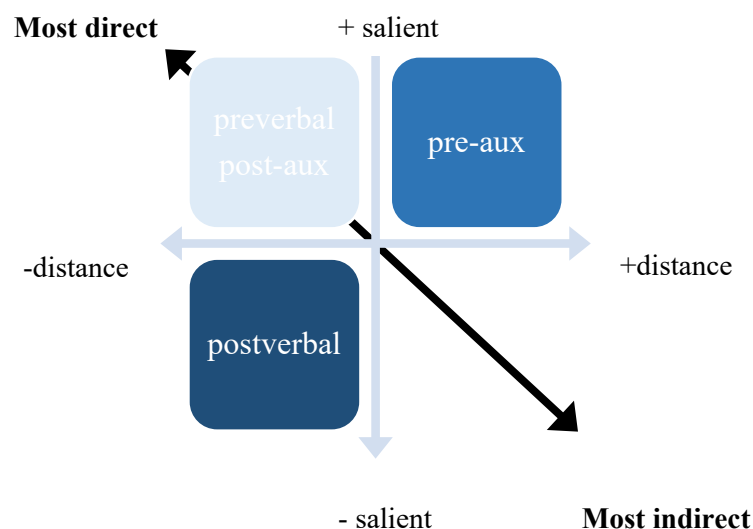 Most direct
+ salient
preverbal
post-aux
pre-aux
-distance
+distance
postverbal
- salient
Most indirect